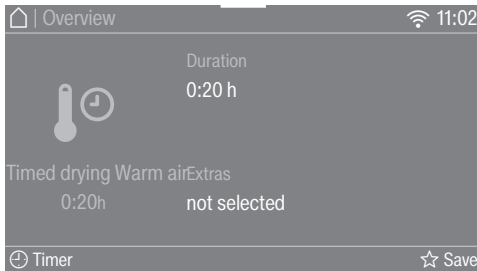 | Overview
11:02
Duration
0:20 h
Timed drying Warm air
0:20h
Extras
not selected
Timer
Save